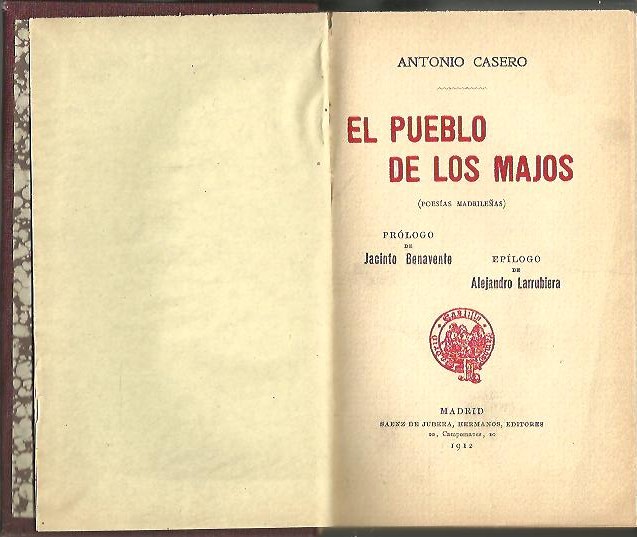 ANTONIO CASERO
EL PUEBLO
DE LOS MAJOS
(POESÍAS MADRILEÑAS)
PRÓLOGO
DE
Jacinto Benavente
EPÍLOGO
DE
Alejandro Larrubiera
Castilla
MADRID
SAENZ DE JUBERA, HERMANOS, EDITORES
10, Campomanes, 10
1912